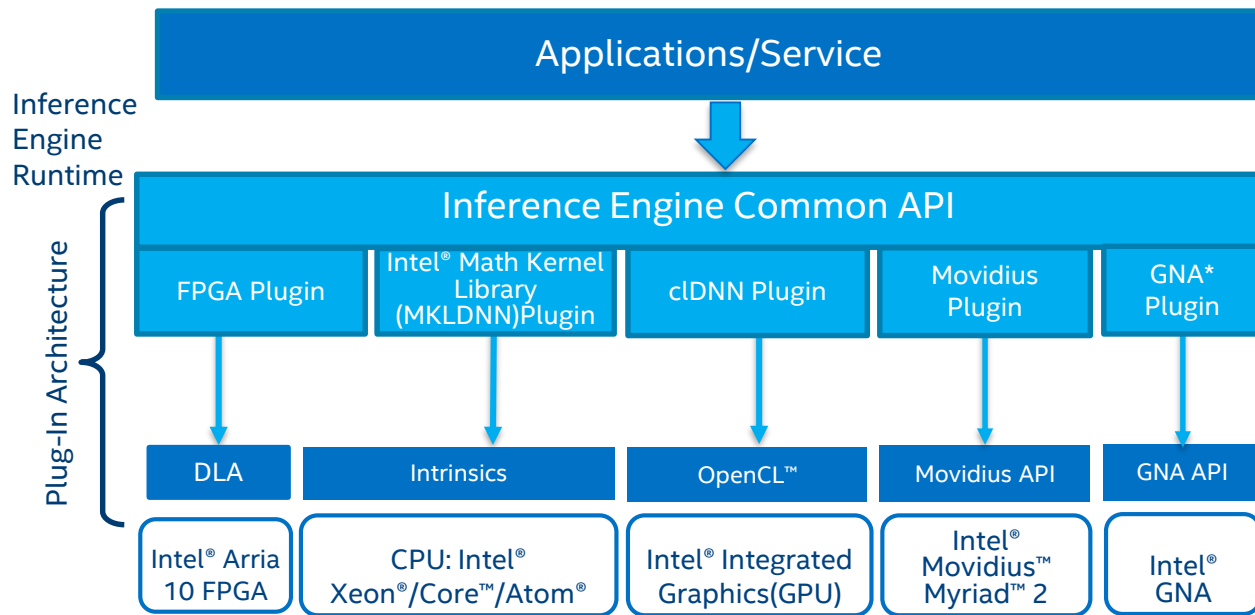 Applications/Service
Inference
Engine
Runtime
Inference Engine Common API
Plug-In Architecture
FPGA Plugin
Intel® Math Kernel
Library
(MKLDNN)Plugin
clDNN Plugin
Movidius
Plugin
GNA*
Plugin
DLA
Intrinsics
OpenCL™
Movidius API
GNA API
Intel® Arria
10 FPGA
CPU: Intel®
Xeon®/Core™/Atom®
Intel® Integrated
Graphics(GPU)
Intel®
Movidius™
Myriad™ 2
Intel®
GNA